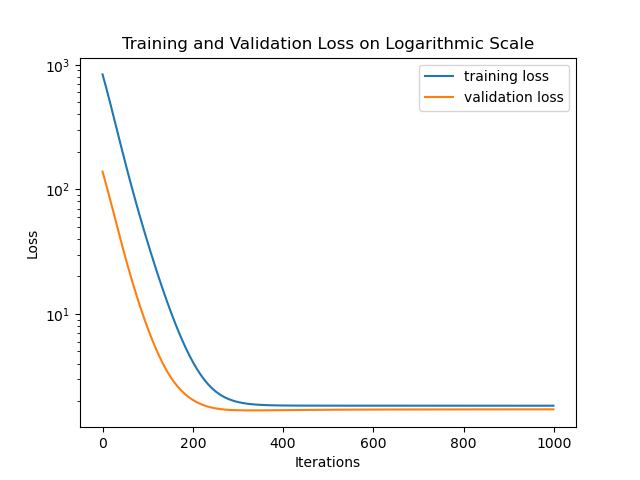 Training and Validation Loss on Logarithmic Scale
training loss
validation loss
10³
10²
10¹
Loss
0 200 400 600 800 1000
Iterations